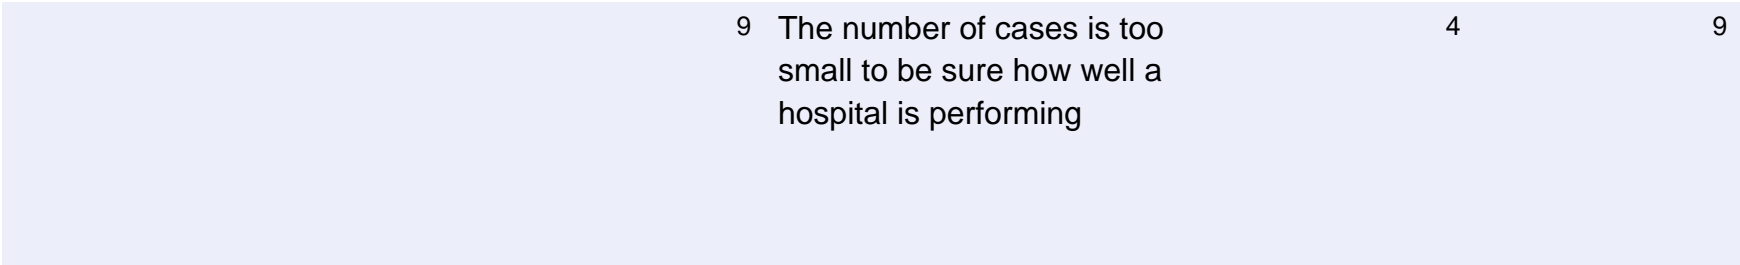 9 The number of cases is too 4 9
small to be sure how well a
hospital is performing